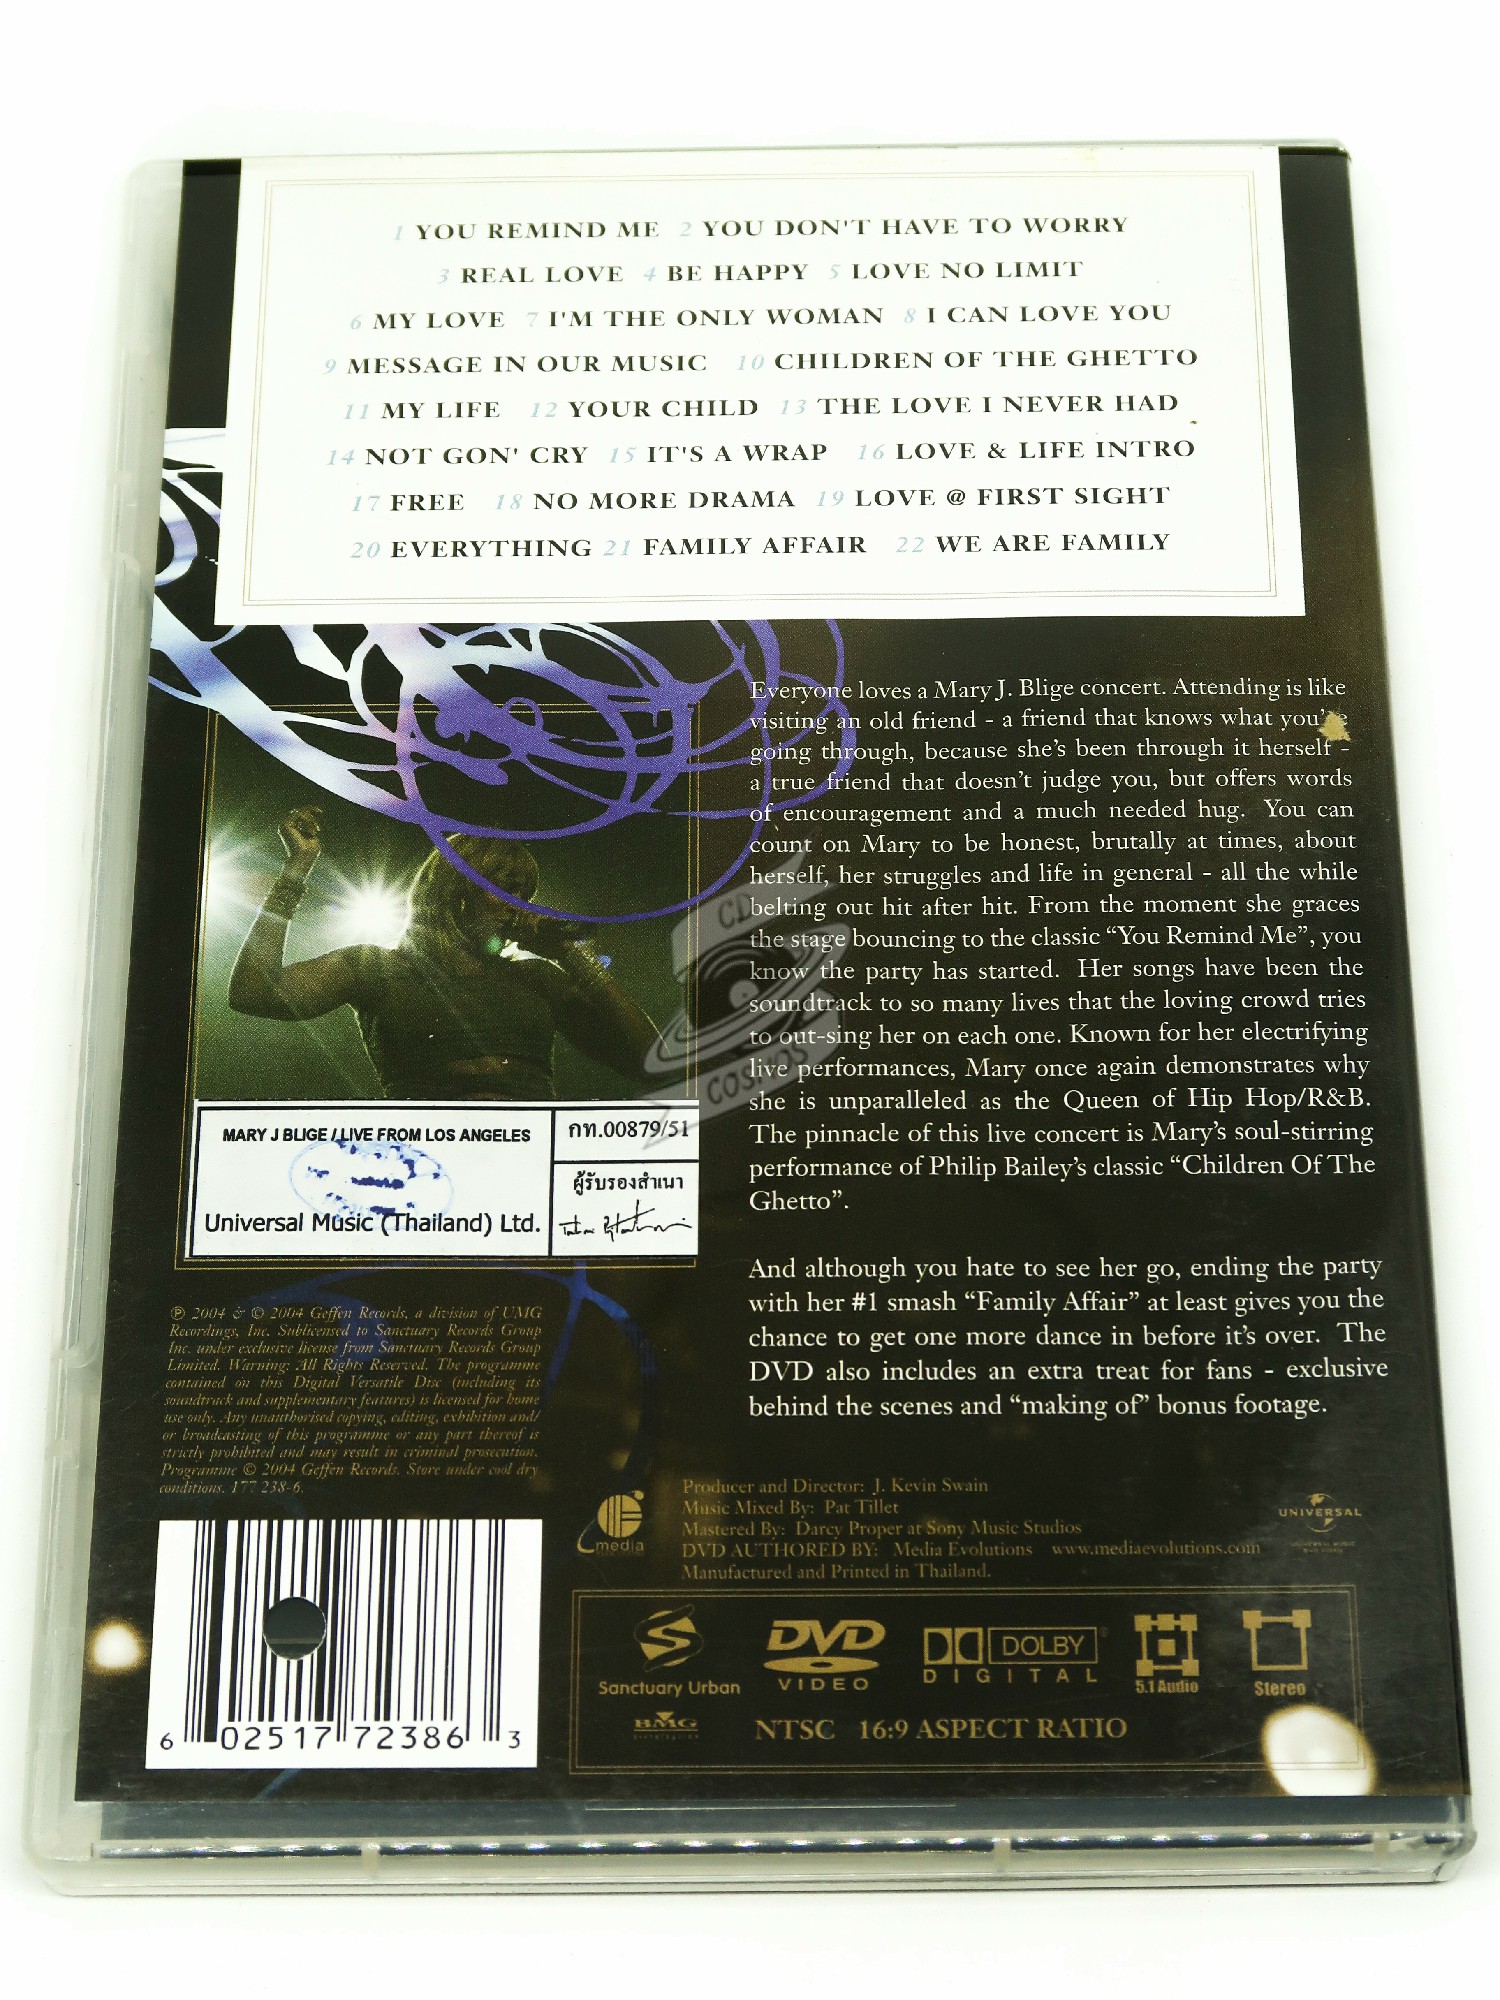 1 YOU REMIND ME 2 YOU DON'T HAVE TO WORRY
3 REAL LOVE 4 BE HAPPY 5 LOVE NO LIMIT
6 MY LOVE 7 I'M THE ONLY WOMAN 8 I CAN LOVE YOU
9 MESSAGE IN OUR MUSIC 10 CHILDREN OF THE GHETTO
11 MY LIFE 12 YOUR CHILD 13 THE LOVE I NEVER HAD
14 NOT GON' CRY 15 IT'S A WRAP 16 LOVE & LIFE INTRO
17 FREE 18 NO MORE DRAMA 19 LOVE @ FIRST SIGHT
20 EVERYTHING 21 FAMILY AFFAIR 22 WE ARE FAMILY
Everyone loves a Mary J. Blige concert. Attending is like
visiting an old friend - a friend that knows what you're
going through, because she's been through it herself -
a true friend that doesn't judge you, but offers words
of encouragement and a much needed hug. You can
count on Mary to be honest, brutally at times, about
herself, her struggles and life in general - all the while
belting out hit after hit. From the moment she graces
the stage bouncing to the classic “You Remind Me”, you
know the party has started. Her songs have been the
soundtrack to so many lives that the loving crowd tries
to out-sing her on each one. Known for her electrifying
live performances, Mary once again demonstrates why
she is unparalleled as the Queen of Hip Hop/R&B.
The pinnacle of this live concert is Mary's soul-stirring
performance of Philip Bailey's classic “Children Of The
Ghetto”.
And although you hate to see her go, ending the party
with her #1 smash “Family Affair” at least gives you the
chance to get one more dance in before it's over. The
DVD also includes an extra treat for fans - exclusive
behind the scenes and “making of” bonus footage.
CD
COSMOS
MARY J BLIGE / LIVE FROM LOS ANGELES
Universal Music (Thailand) Ltd.
กท.00879/51
ผู้รับรองสำเนา
℗ 2004 & © 2004 Geffen Records, a division of UMG
Recordings, Inc. Sublicensed to Sanctuary Records Group
Inc. under exclusive license from Sanctuary Records Group
Limited. Warning: All Rights Reserved. The programme
contained on this Digital Versatile Disc (including its
soundtrack and supplementary features) is licensed for home
use only. Any unauthorised copying, editing, exhibition and/
or broadcasting of this programme or any part thereof is
strictly prohibited and may result in criminal prosecution.
Programme © 2004 Geffen Records. Store under cool dry
conditions. 177 238-6.
media
Producer and Director: J. Kevin Swain
Music Mixed By: Pat Tillet
Mastered By: Darcy Proper at Sony Music Studios
DVD AUTHORED BY: Media Evolutions www.mediaevolutions.com
Manufactured and Printed in Thailand.
UNIVERSAL
6 02517 72386 3
Sanctuary Urban
DVD
VIDEO
DOLBY
DIGITAL
5.1 Audio
Stereo
BMG
NTSC 16:9 ASPECT RATIO